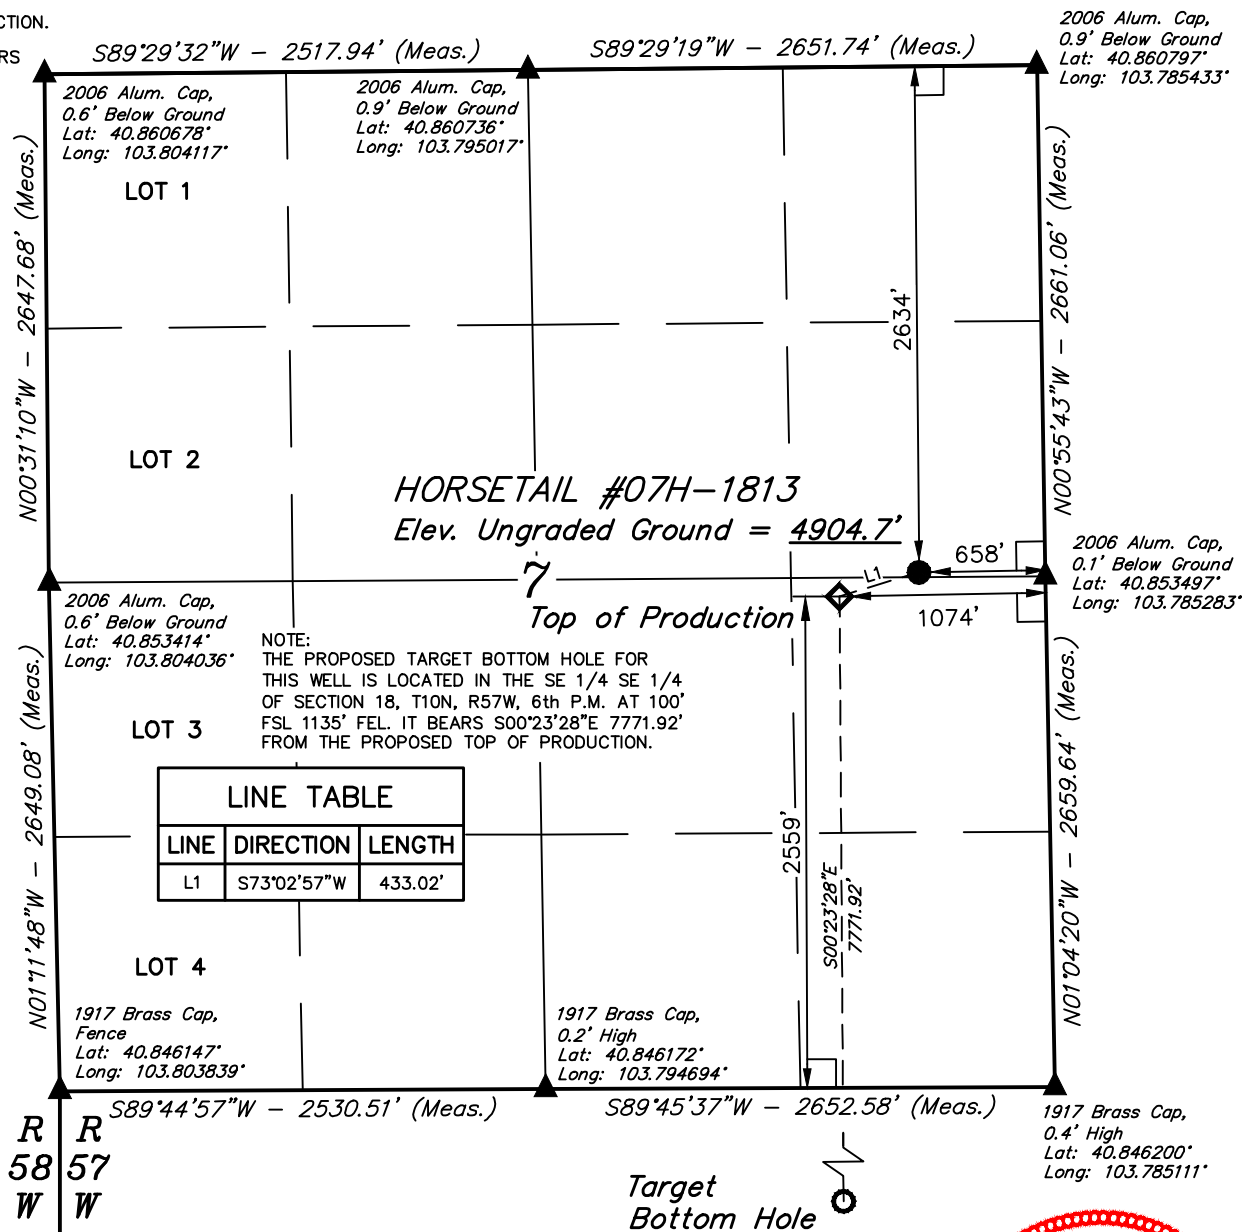 CTION.
RS
S89°29'32"W - 2517.94' (Meas.)
S89°29'19"W - 2651.74' (Meas.)
2006 Alum. Cap,
0.9' Below Ground
Lat: 40.860797°
Long: 103.785433°
2006 Alum. Cap,
0.6' Below Ground
Lat: 40.860678°
Long: 103.804117°
2006 Alum. Cap,
0.9' Below Ground
Lat: 40.860736°
Long: 103.795017°
N00°31'10"W - 2647.68' (Meas.)
N00°55'43"W - 2661.06' (Meas.)
LOT 1
2634'
LOT 2
HORSETAIL #07H-1813
Elev. Ungraded Ground = 4904.7'
658'
L1
7
1074'
Top of Production
2006 Alum. Cap,
0.1' Below Ground
Lat: 40.853497°
Long: 103.785283°
2006 Alum. Cap,
0.6' Below Ground
Lat: 40.853414°
Long: 103.804036°
NOTE:
THE PROPOSED TARGET BOTTOM HOLE FOR
THIS WELL IS LOCATED IN THE SE 1/4 SE 1/4
OF SECTION 18, T10N, R57W, 6th P.M. AT 100'
FSL 1135' FEL. IT BEARS S00°23'28"E 7771.92'
FROM THE PROPOSED TOP OF PRODUCTION.
LOT 3
N01°11'48"W - 2649.08' (Meas.)
N01°04'20"W - 2659.64' (Meas.)
LINE TABLE
LINE DIRECTION LENGTH
L1 S73°02'57"W 433.02'
2559'
S00°23'28"E
7771.92'
LOT 4
1917 Brass Cap,
Fence
Lat: 40.846147°
Long: 103.803839°
1917 Brass Cap,
0.2' High
Lat: 40.846172°
Long: 103.794694°
S89°44'57"W - 2530.51' (Meas.)
S89°45'37"W - 2652.58' (Meas.)
1917 Brass Cap,
0.4' High
Lat: 40.846200°
Long: 103.785111°
R R
58 57
W W
Target
Bottom Hole